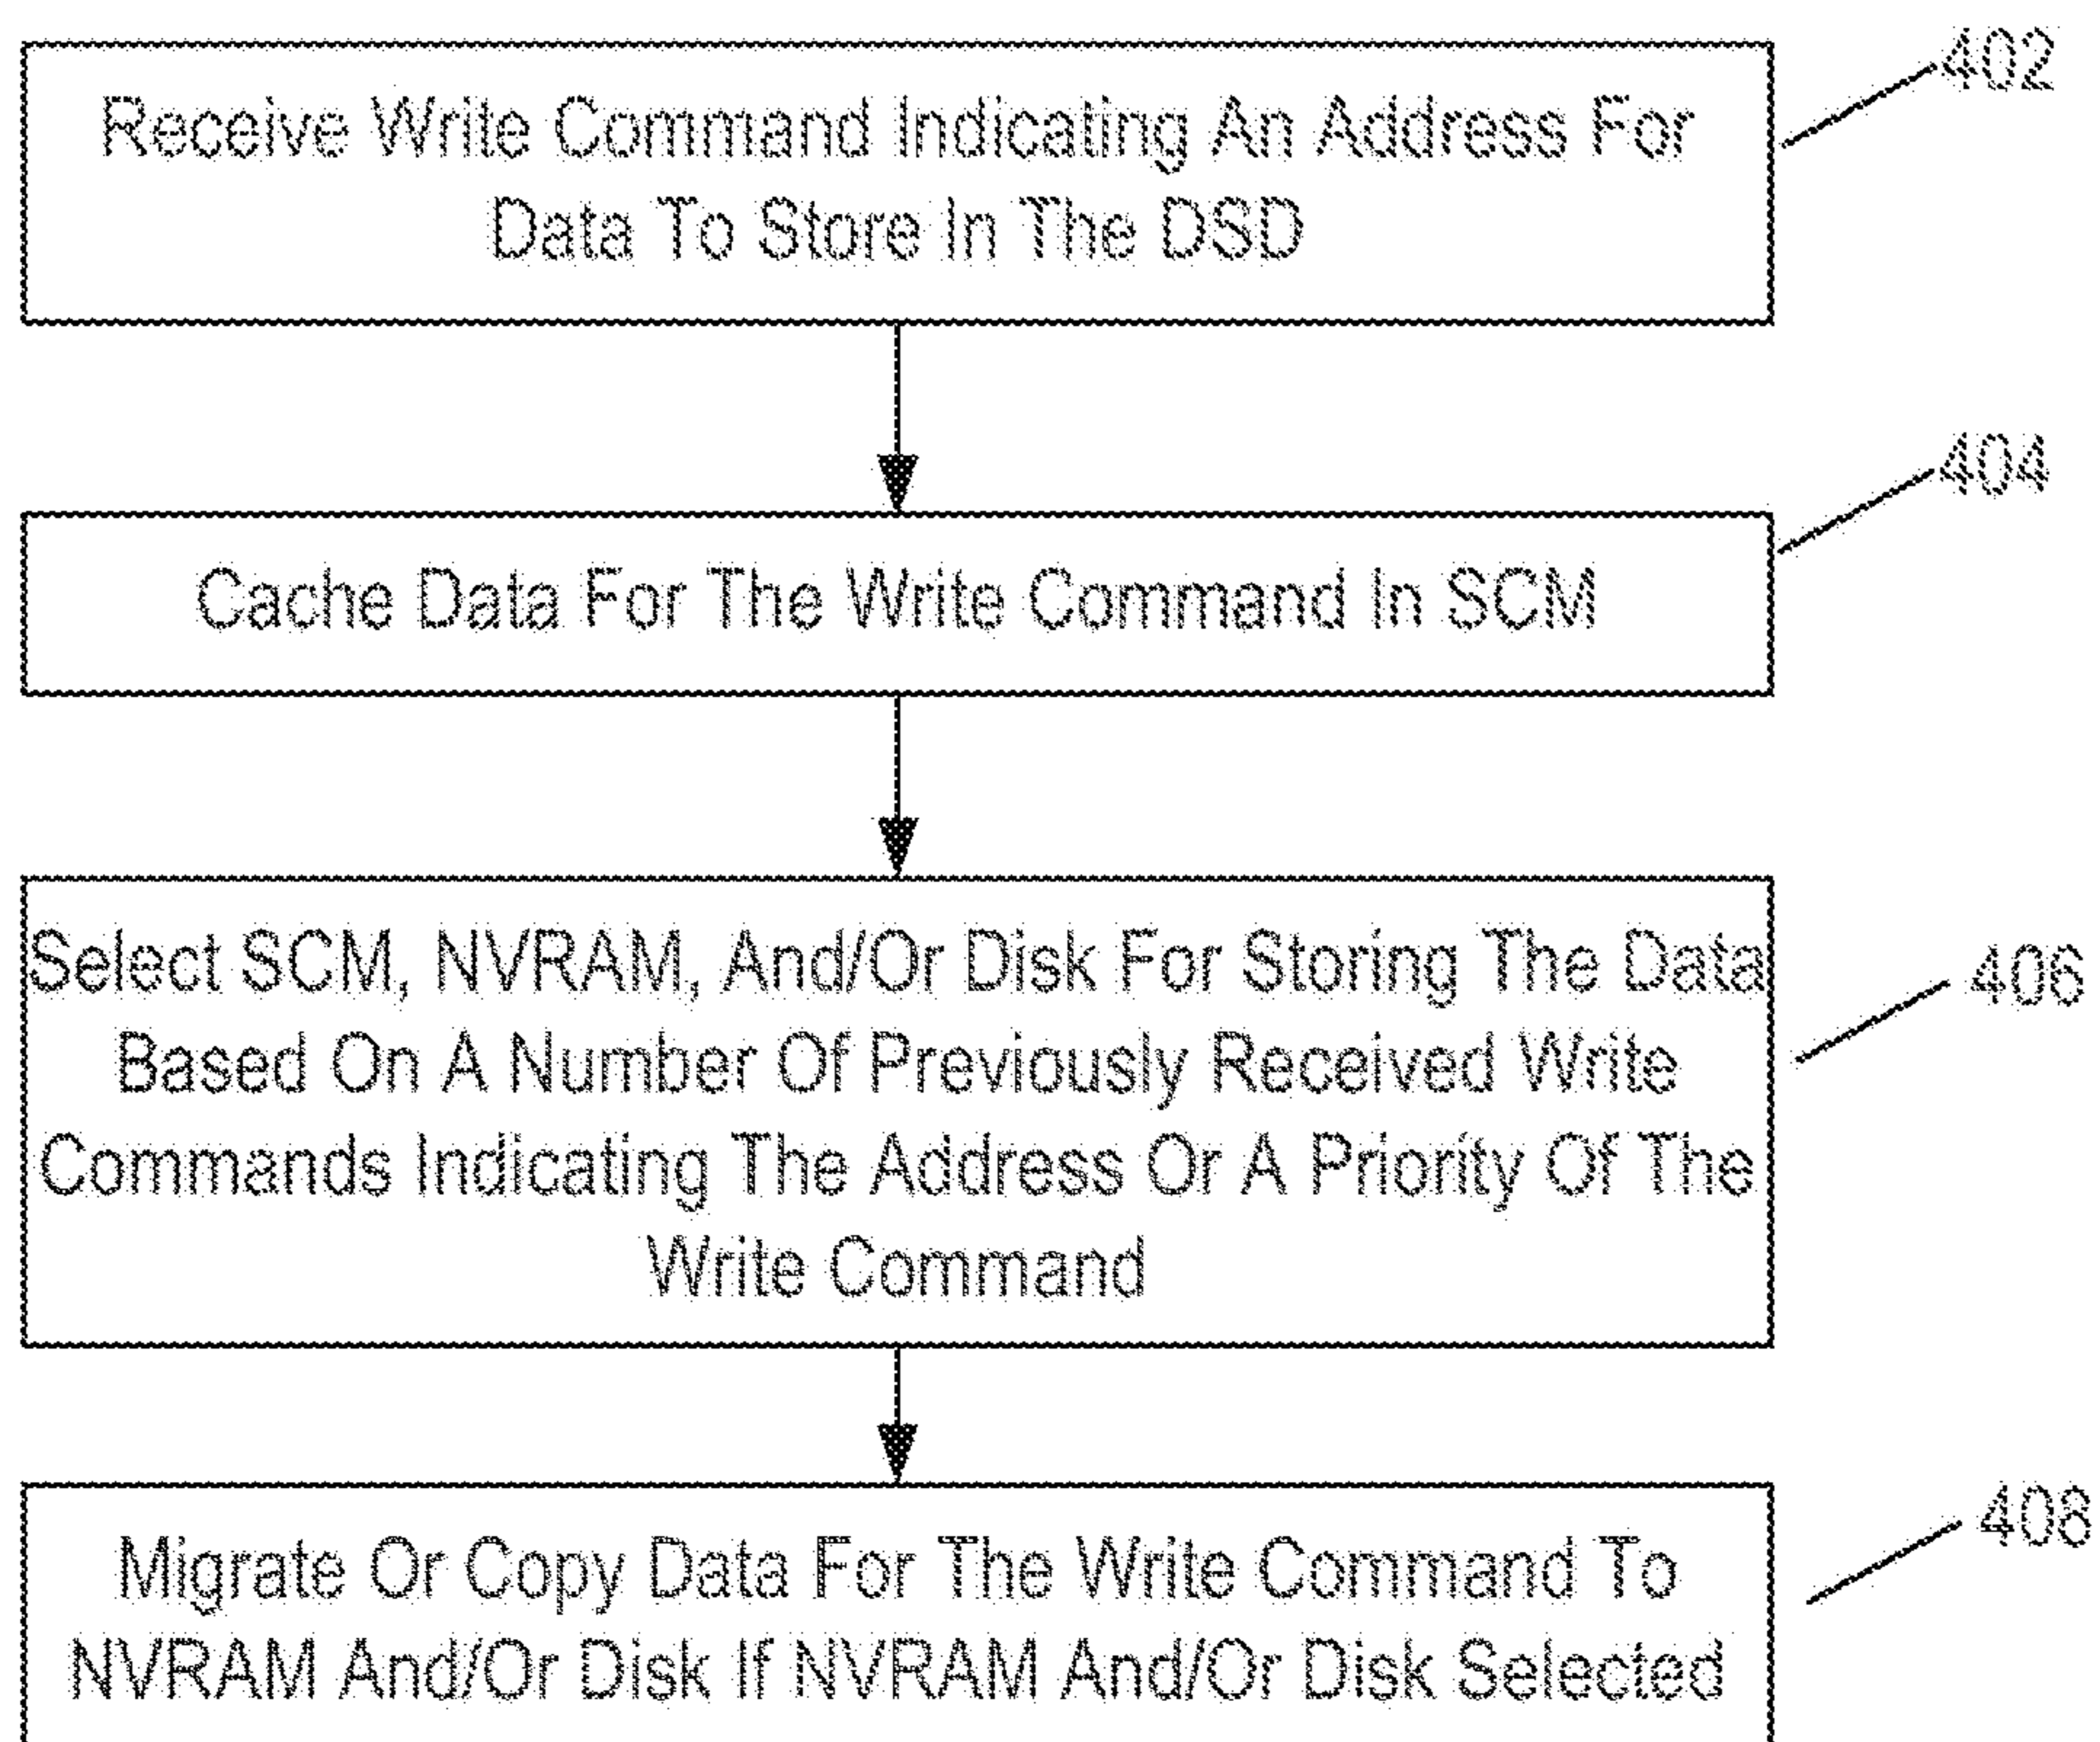 402
Receive Write Command Indicating An Address For
Data To Store In The DSD
404
Cache Data For The Write Command In SCM
Select SCM, NVRAM, And/Or Disk For Storing The Data
406
Based On A Number Of Previously Received Write
Commands Indicating The Address Or A Priority Of The
Write Command
408
Migrate Or Copy Data For The Write Command To
NVRAM And/Or Disk If NVRAM And/Or Disk Selected